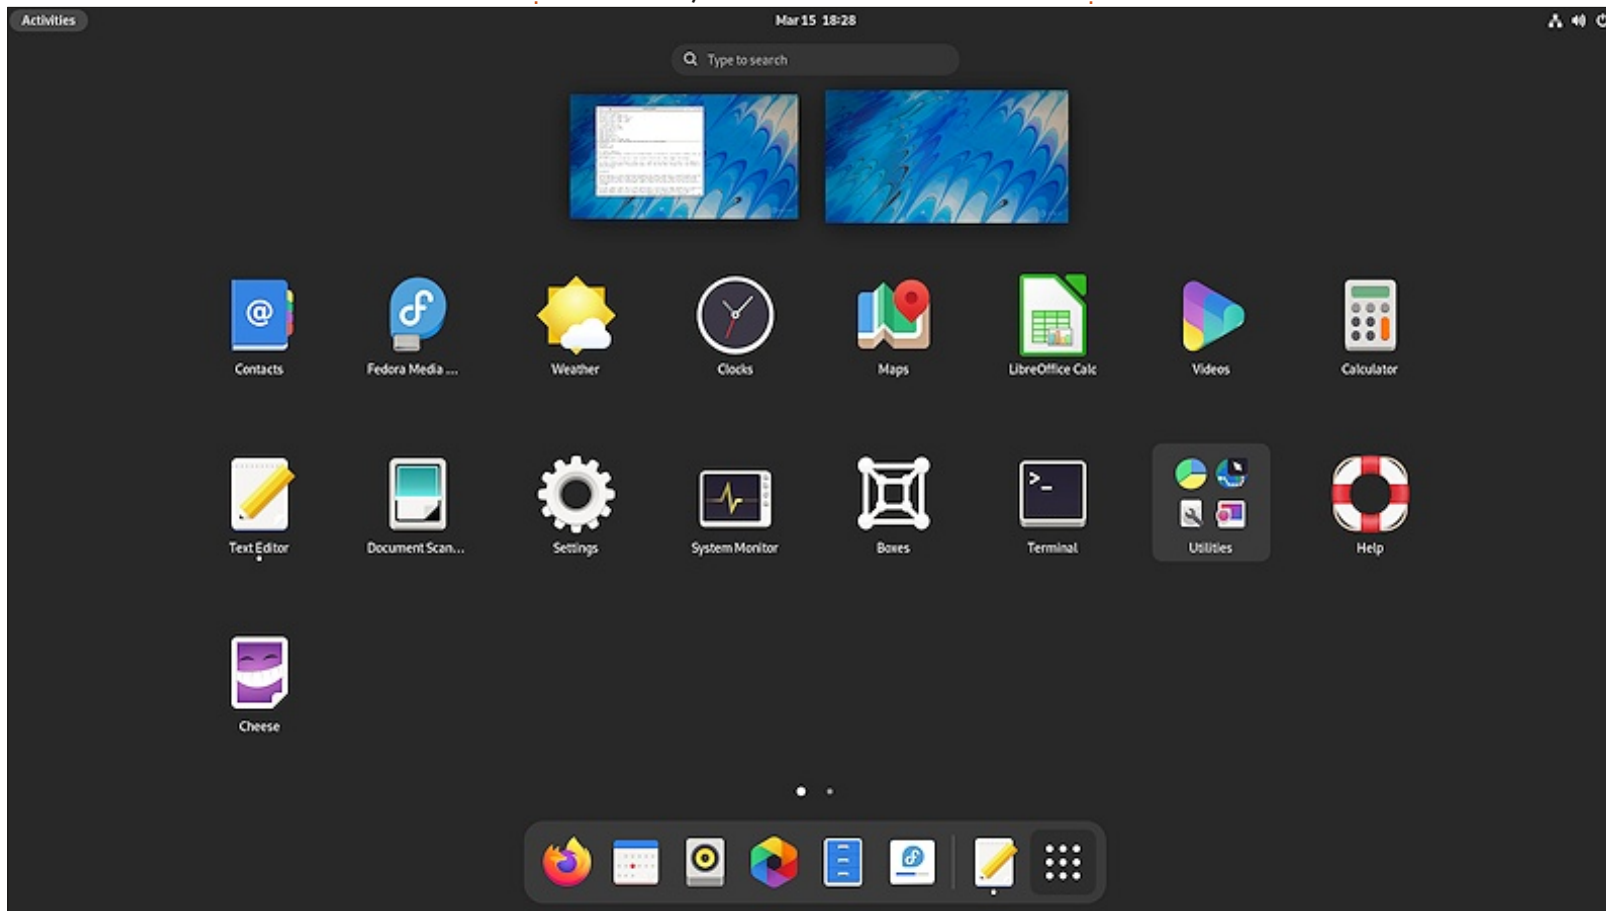 Activities
Mar 15 18:28
Type to search
Contacts
Fedora Media ...
Weather
Clocks
Maps
LibreOffice Calc
Videos
Calculator
Text Editor
Document Scan...
Settings
System Monitor
Boxes
Terminal
Utilities
Help
Cheese